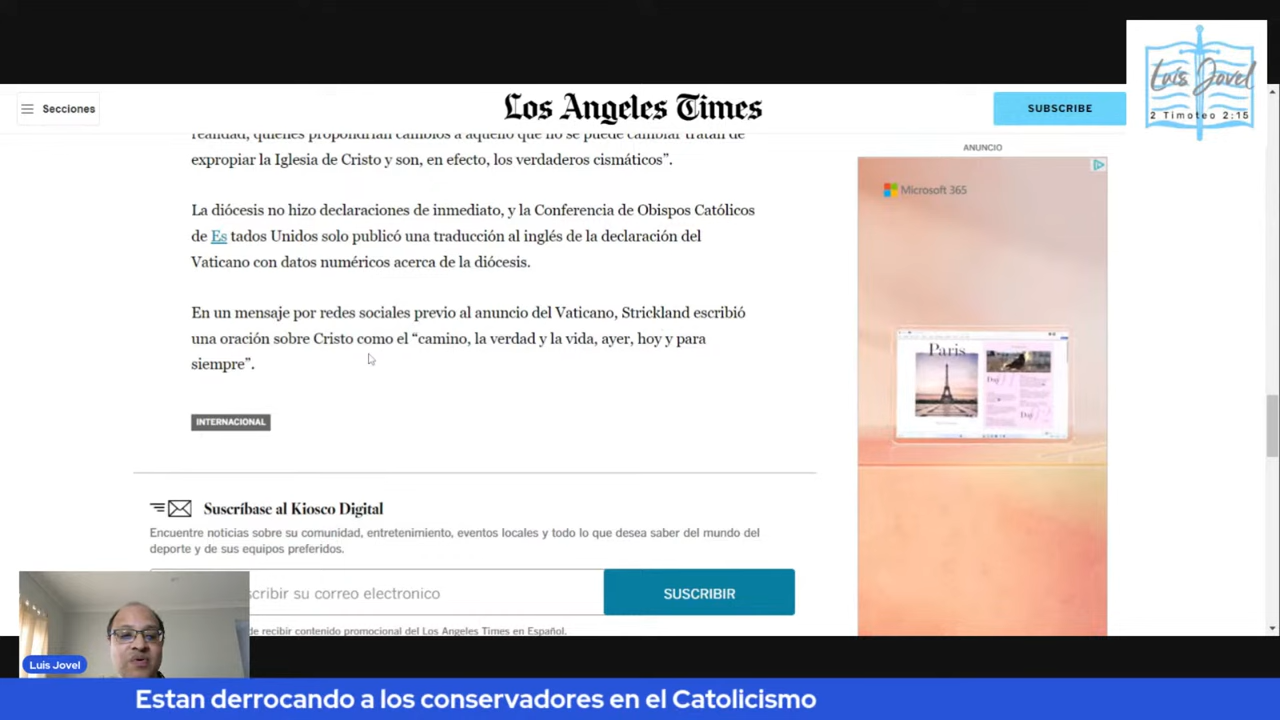 Luis Jovel
2 Timoteo 2:15
Secciones
Los Angeles Times
SUBSCRIBE
realidad, quienes propondrían cambios a aquello que no se puede cambiar tratan de
expropiar la Iglesia de Cristo y son, en efecto, los verdaderos cismáticos”.
La diócesis no hizo declaraciones de inmediato, y la Conferencia de Obispos Católicos
de Es tados Unidos solo publicó una traducción al inglés de la declaración del
Vaticano con datos numéricos acerca de la diócesis.
En un mensaje por redes sociales previo al anuncio del Vaticano, Strickland escribió
una oración sobre Cristo como el “camino, la verdad y la vida, ayer, hoy y para
siempre”.
INTERNACIONAL
Suscríbase al Kiosco Digital
Encuentre noticias sobre su comunidad, entretenimiento, eventos locales y todo lo que desea saber del mundo del
deporte y de sus equipos preferidos.
cribir su correo electronico
SUSCRIBIR
de recibir contenido promocional del Los Angeles Times en Español.
ANUNCIO
Microsoft 365
Paris
Luis Jovel
Estan derrocando a los conservadores en el Catolicismo